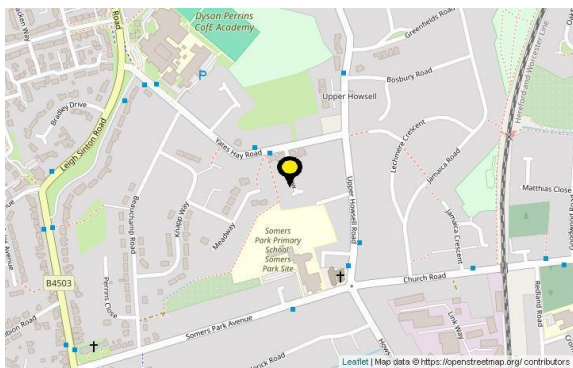 Dyson Perrins
CofE Academy
Greenfields Road
Bosbury Road
Upper Howsell
Hereford and Worcester Line
Bradley Drive
Leigh Sinton Road
P
Yates Hay Road
Lechmere Crescent
Jamaica Road
Upper Howsell Road
Matthias Close
Beauchamp Road
Knapp Way
Meadway
Somers
Park Primary
School
Somers
Park Site
Jamaica Crescent
Goodwood Road
B4503
Perrins Close
Church Road
Redland Road
Link Way
Somers Park Avenue
Leaflet | Map data © https://openstreetmap.org/ contributors